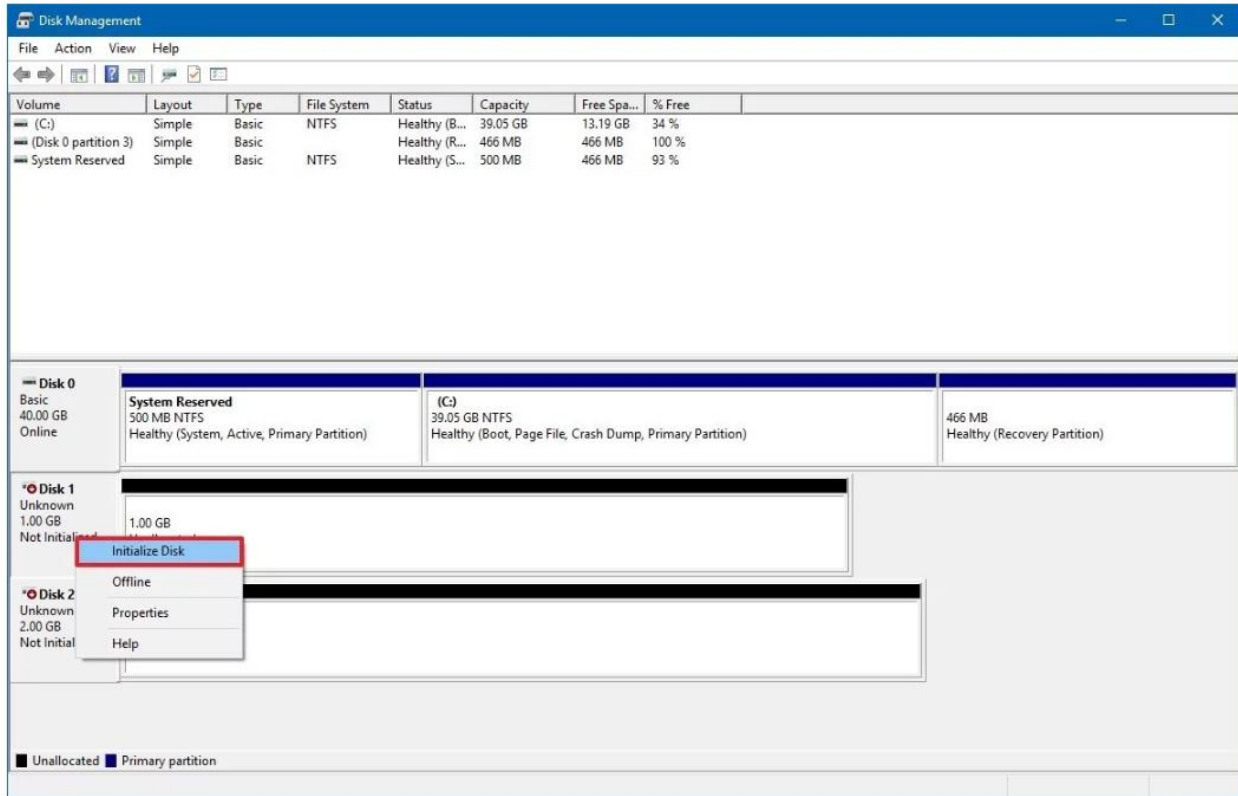 Disk Management
File Action View Help
Volume Layout Type File System Status Capacity Free Spa... % Free
(C:) Simple Basic NTFS Healthy (B... 39.05 GB 13.19 GB 34 %
(Disk 0 partition 3) Simple Basic Healthy (R... 466 MB 466 MB 100 %
System Reserved Simple Basic NTFS Healthy (S... 500 MB 466 MB 93 %
Disk 0
Basic
40.00 GB
Online
System Reserved
500 MB NTFS
Healthy (System, Active, Primary Partition)
(C:)
39.05 GB NTFS
Healthy (Boot, Page File, Crash Dump, Primary Partition)
466 MB
Healthy (Recovery Partition)
Disk 1
Unknown
1.00 GB
Not Initialized
1.00 GB
Initialize Disk
Offline
Properties
Help
Disk 2
Unknown
2.00 GB
Not Initial
Unallocated Primary partition